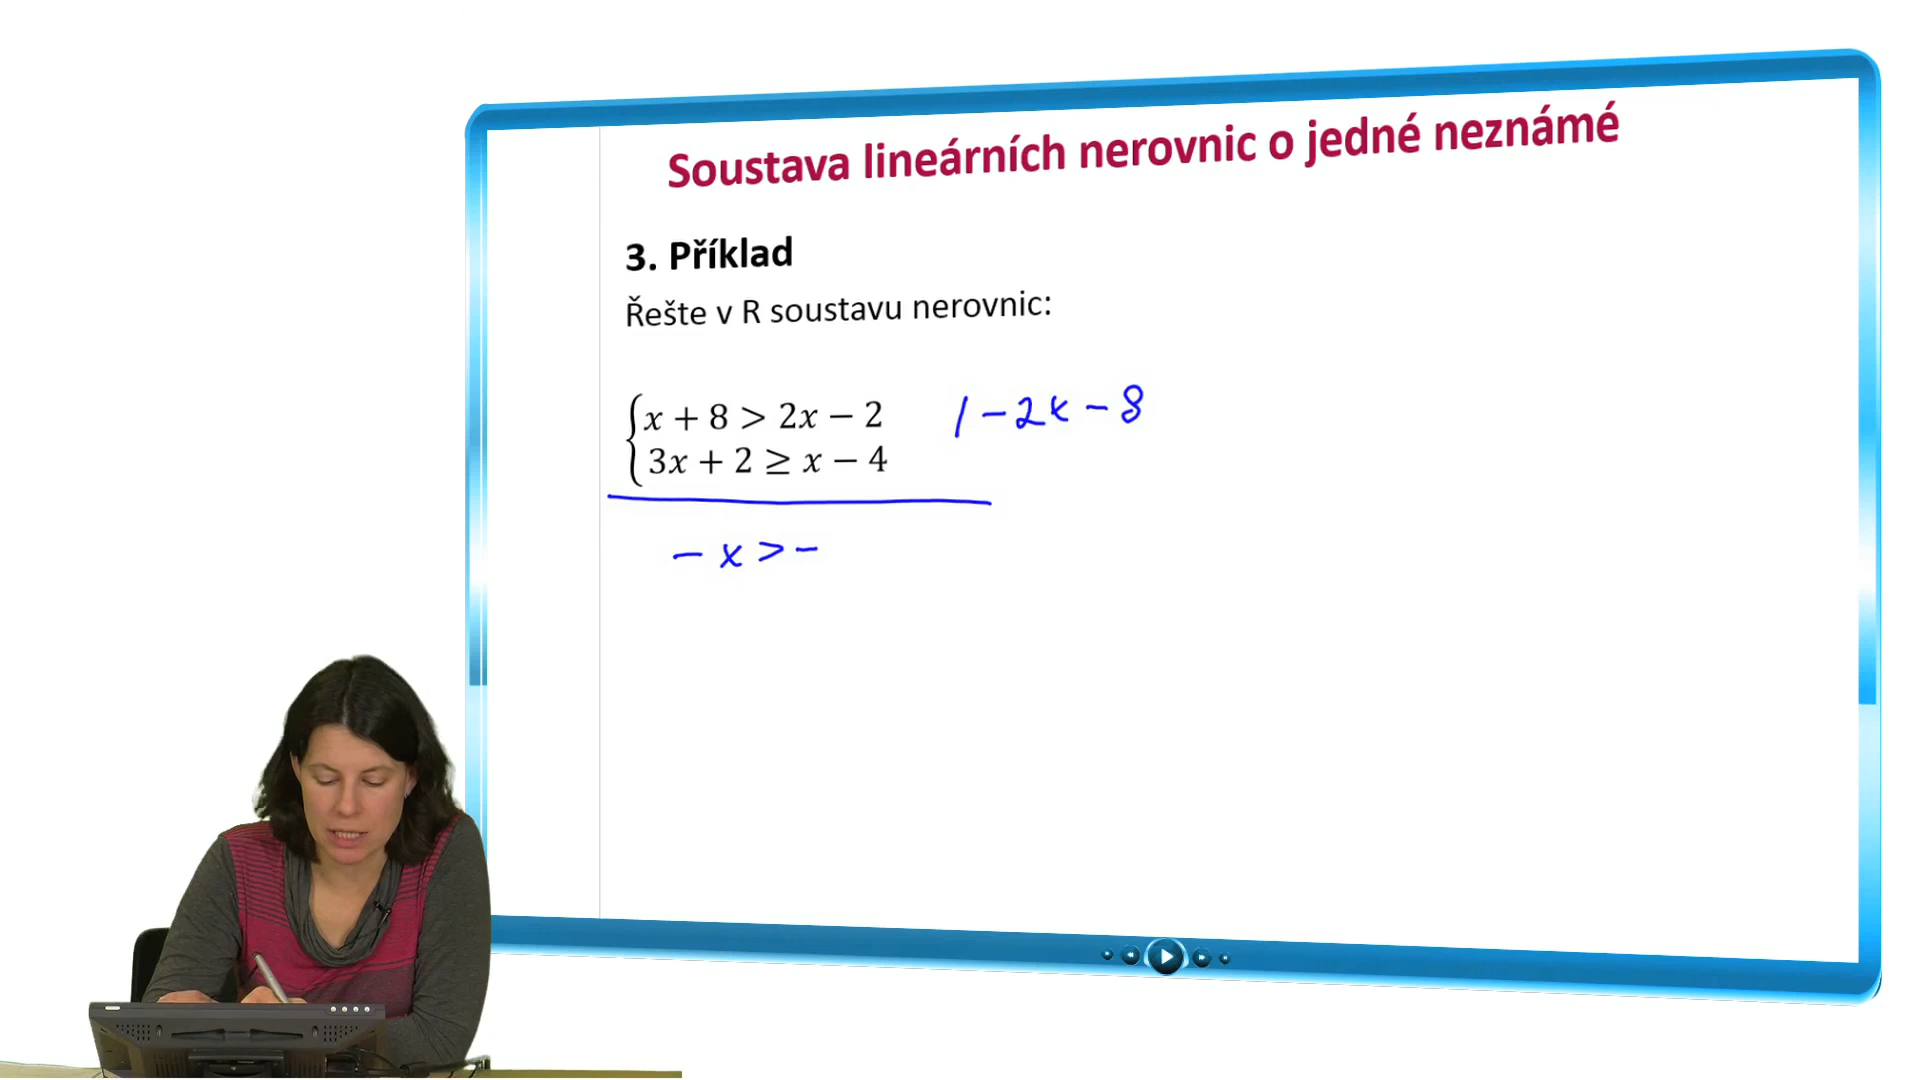 Soustava lineárních nerovnic o jedné neznámé
3. Příklad
Řešte v R soustavu nerovnic:
x + 8 > 2x − 2 / − 2x − 8
3x + 2 ≥ x − 4
− x > −